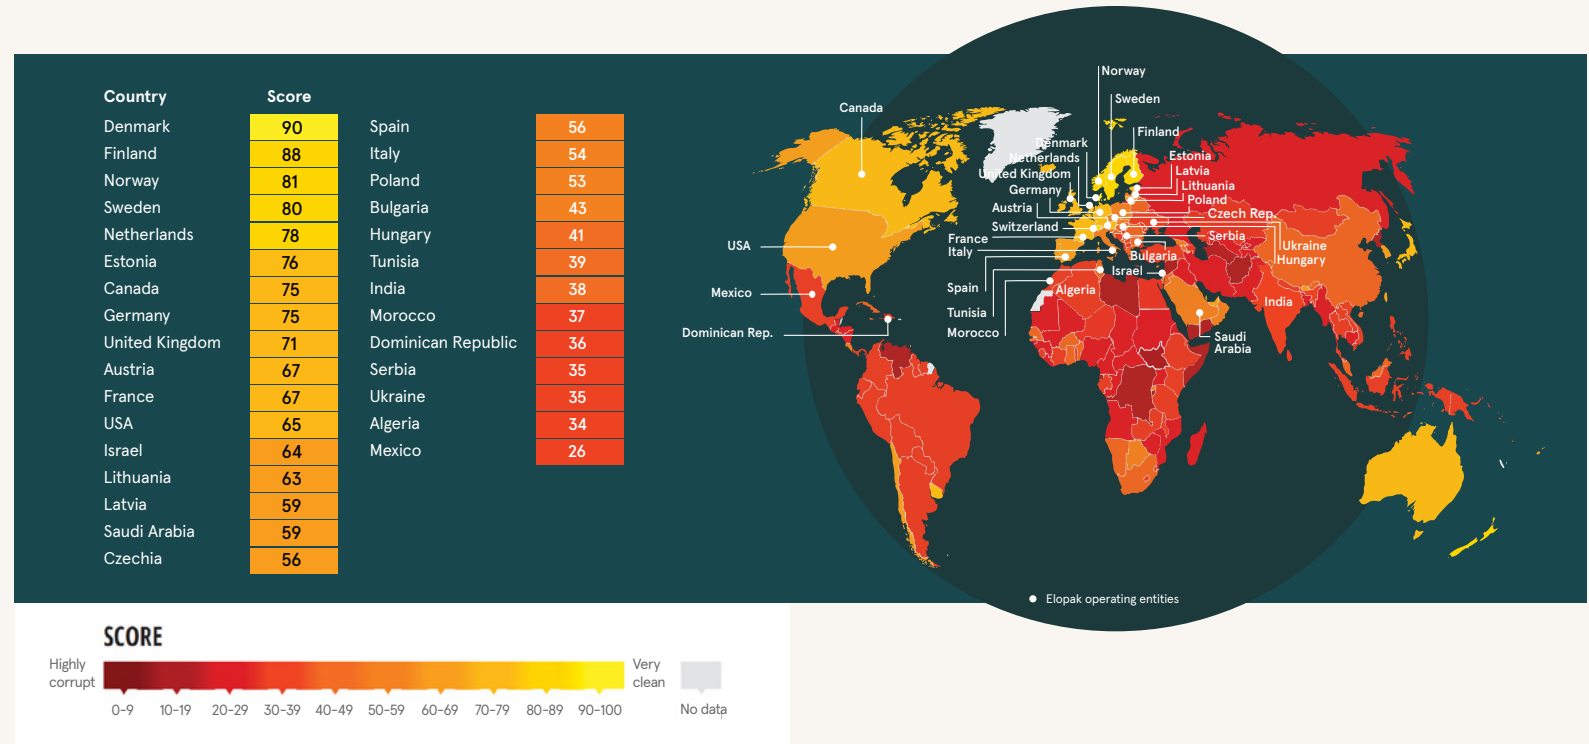 Country Score
Denmark 90
Finland 88
Norway 81
Sweden 80
Netherlands 78
Estonia 76
Canada 75
Germany 75
United Kingdom 71
Austria 67
France 67
USA 65
Israel 64
Lithuania 63
Latvia 59
Saudi Arabia 59
Czechia 56
Spain 56
Italy 54
Poland 53
Bulgaria 43
Hungary 41
Tunisia 39
India 38
Morocco 37
Dominican Republic 36
Serbia 35
Ukraine 35
Algeria 34
Mexico 26
Norway
Sweden
Canada
Finland
Denmark
Netherlands
Estonia
Latvia
United Kingdom
Lithuania
Germany
Poland
Austria
Czech Rep.
Switzerland
Serbia
France
USA
Ukraine
Italy
Bulgaria
Hungary
Israel
Spain
Algeria
Mexico
India
Tunisia
Morocco
Dominican Rep.
Saudi
Arabia
Elopak operating entities
SCORE
Highly
corrupt
Very
clean
0-9 10-19 20-29 30-39 40-49 50-59 60-69 70-79 80-89 90-100 No data